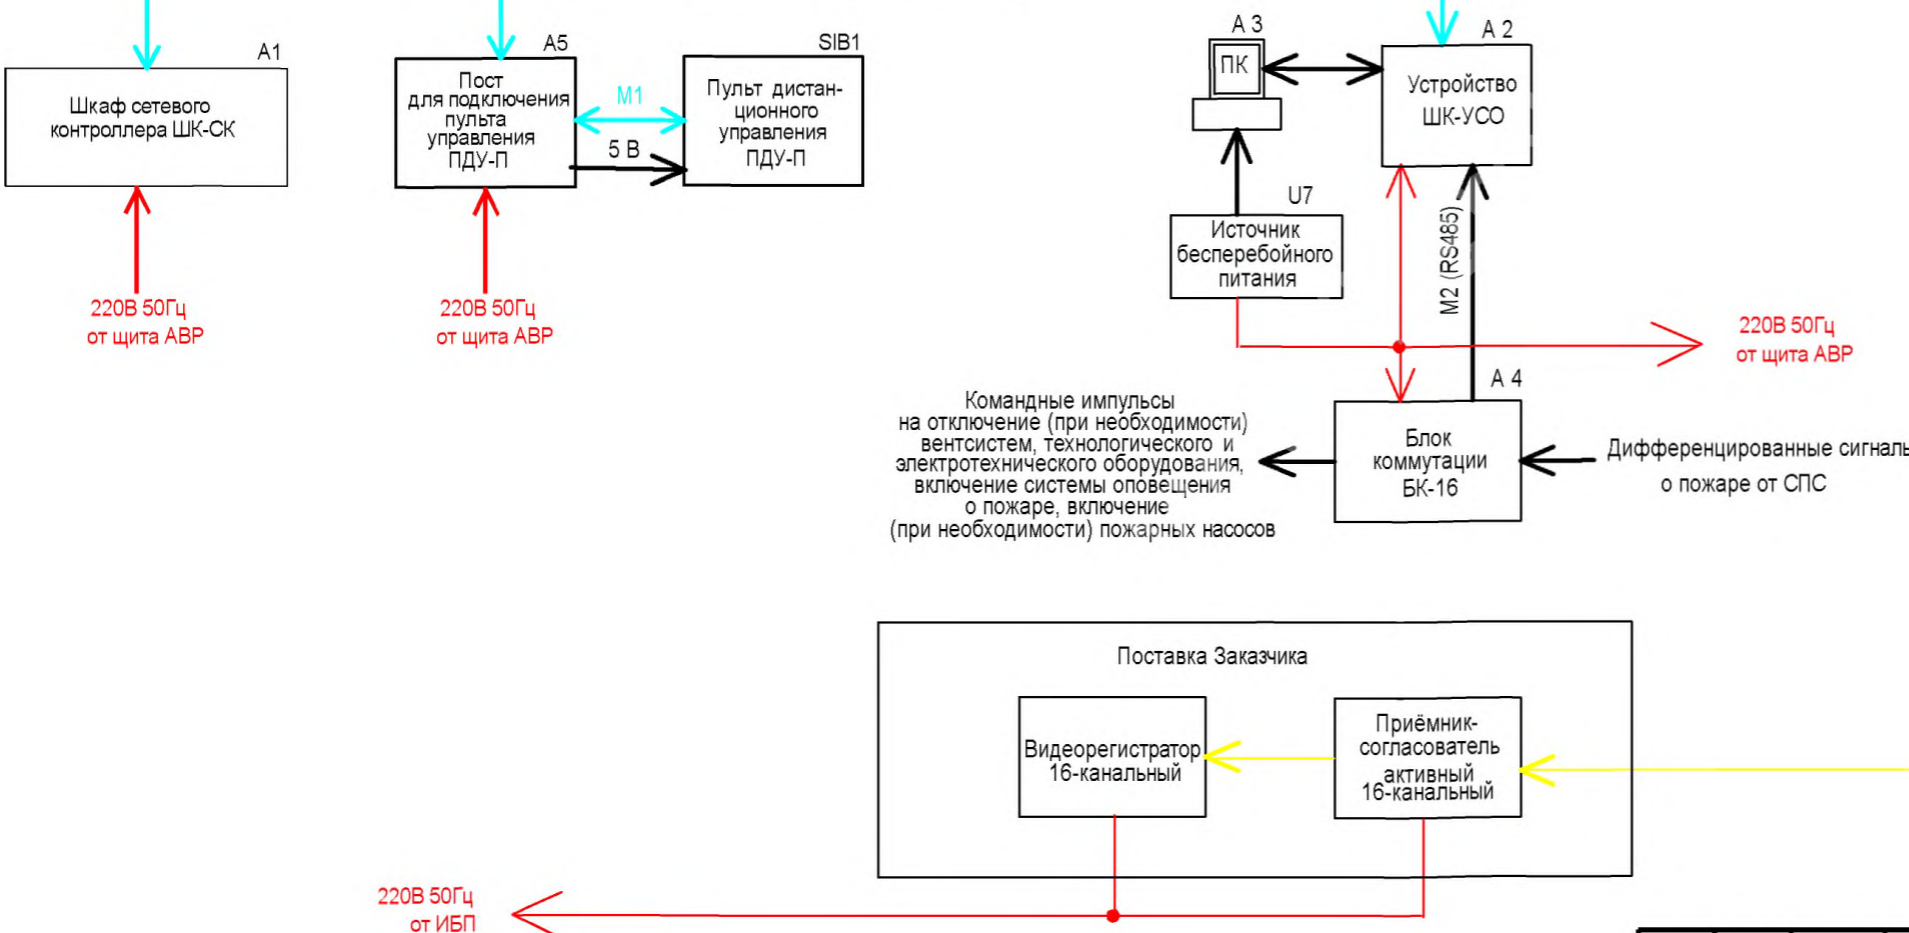 A1
Шкаф сетевого
контроллера ШК-СК
220В 50Гц
от щита АВР
A5
Пост
для подключения
пульта
управления
ПДУ-П
220В 50Гц
от щита АВР
М1
5 В
SIB1
Пульт дистан-
ционного
управления
ПДУ-П
А 3
ПК
А 2
Устройство
ШК-УСО
U7
Источник
бесперебойного
питания
М2 (RS485)
220В 50Гц
от щита АВР
А 4
Блок
коммутации
БК-16
Командные импульсы
на отключение (при необходимости)
вентсистем, технологического и
электротехнического оборудования,
включение системы оповещения
о пожаре, включение
(при необходимости) пожарных насосов
Дифференцированные сигналы
о пожаре от СПС
Поставка Заказчика
Видеорегистратор
16-канальный
Приёмник-
согласователь
активный
16-канальный
220В 50Гц
от ИБП